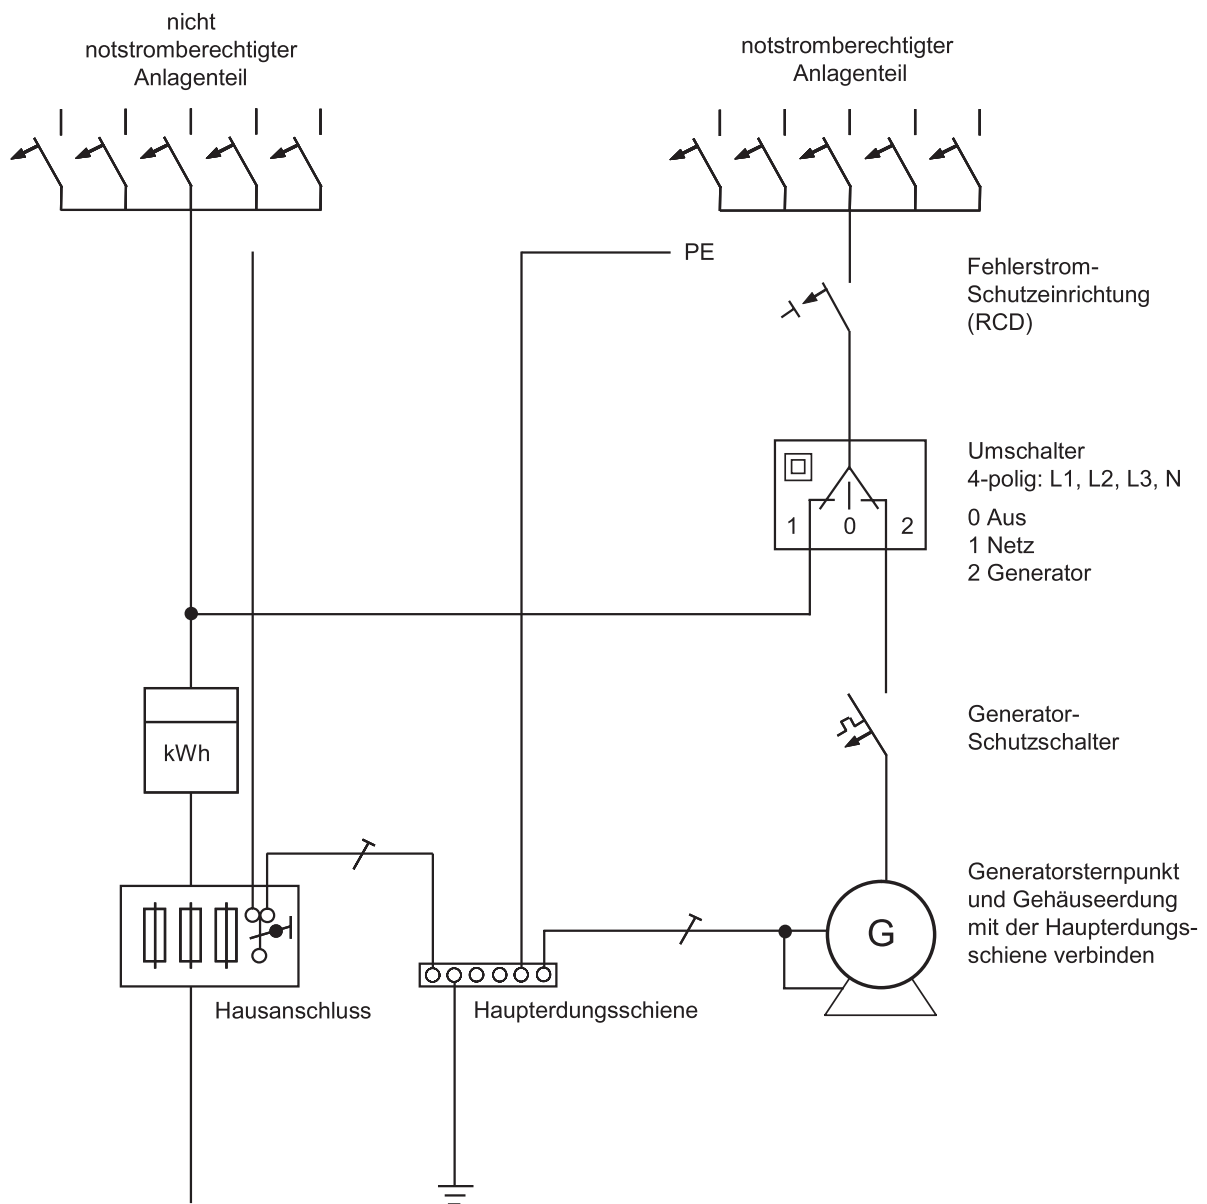 nicht
notstromberechtigter
Anlagenteil
notstromberechtigter
Anlagenteil
PE
Fehlerstrom-
Schutzeinrichtung
(RCD)
Umschalter
4-polig: L1, L2, L3, N
0 Aus
1 Netz
2 Generator
1 0 2
kWh
Generator-
Schutzschalter
Generatorsternpunkt
und Gehäuseerdung
mit der Haupterdungs-
schiene verbinden
G
Hausanschluss
Haupterdungsschiene